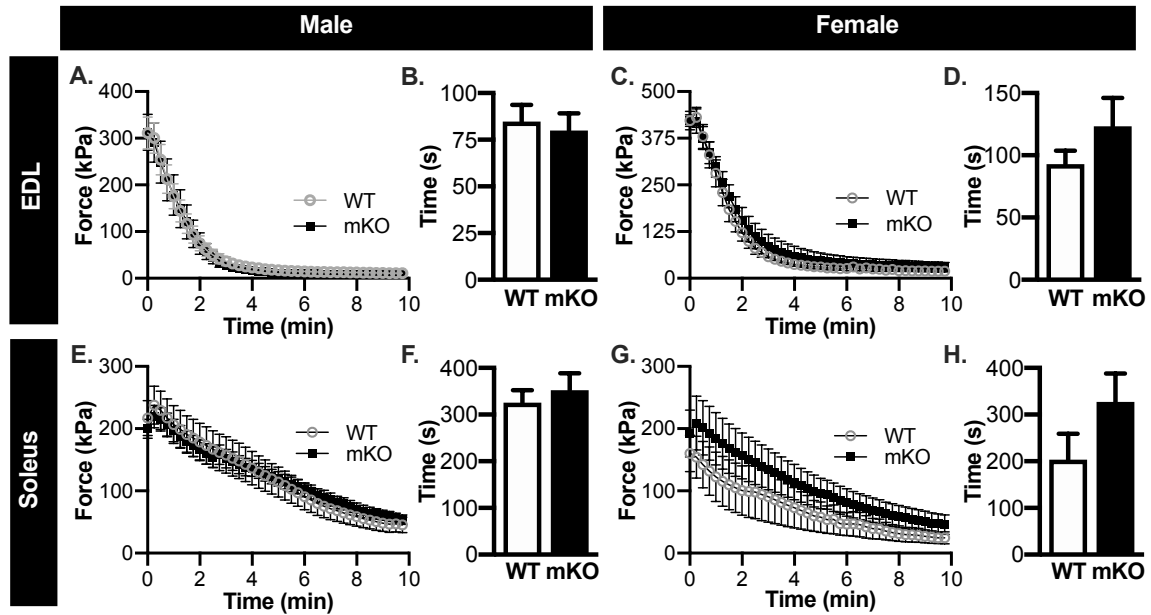 Male
Female
EDL
Soleus
A.
400
300
200
100
0
Force (kPa)
WT
mKO
0 2 4 6 8 10
Time (min)
B.
100
75
50
25
0
Time (s)
WT mKO
C.
500
375
250
125
0
Force (kPa)
WT
mKO
0 2 4 6 8 10
Time (min)
D.
150
100
50
0
Time (s)
WT mKO
E.
300
200
100
0
Force (kPa)
WT
mKO
0 2 4 6 8 10
Time (min)
F.
400
300
200
100
0
Time (s)
WT mKO
G.
300
200
100
0
Force (kPa)
WT
mKO
0 2 4 6 8 10
Time (min)
H.
400
300
200
100
0
Time (s)
WT mKO